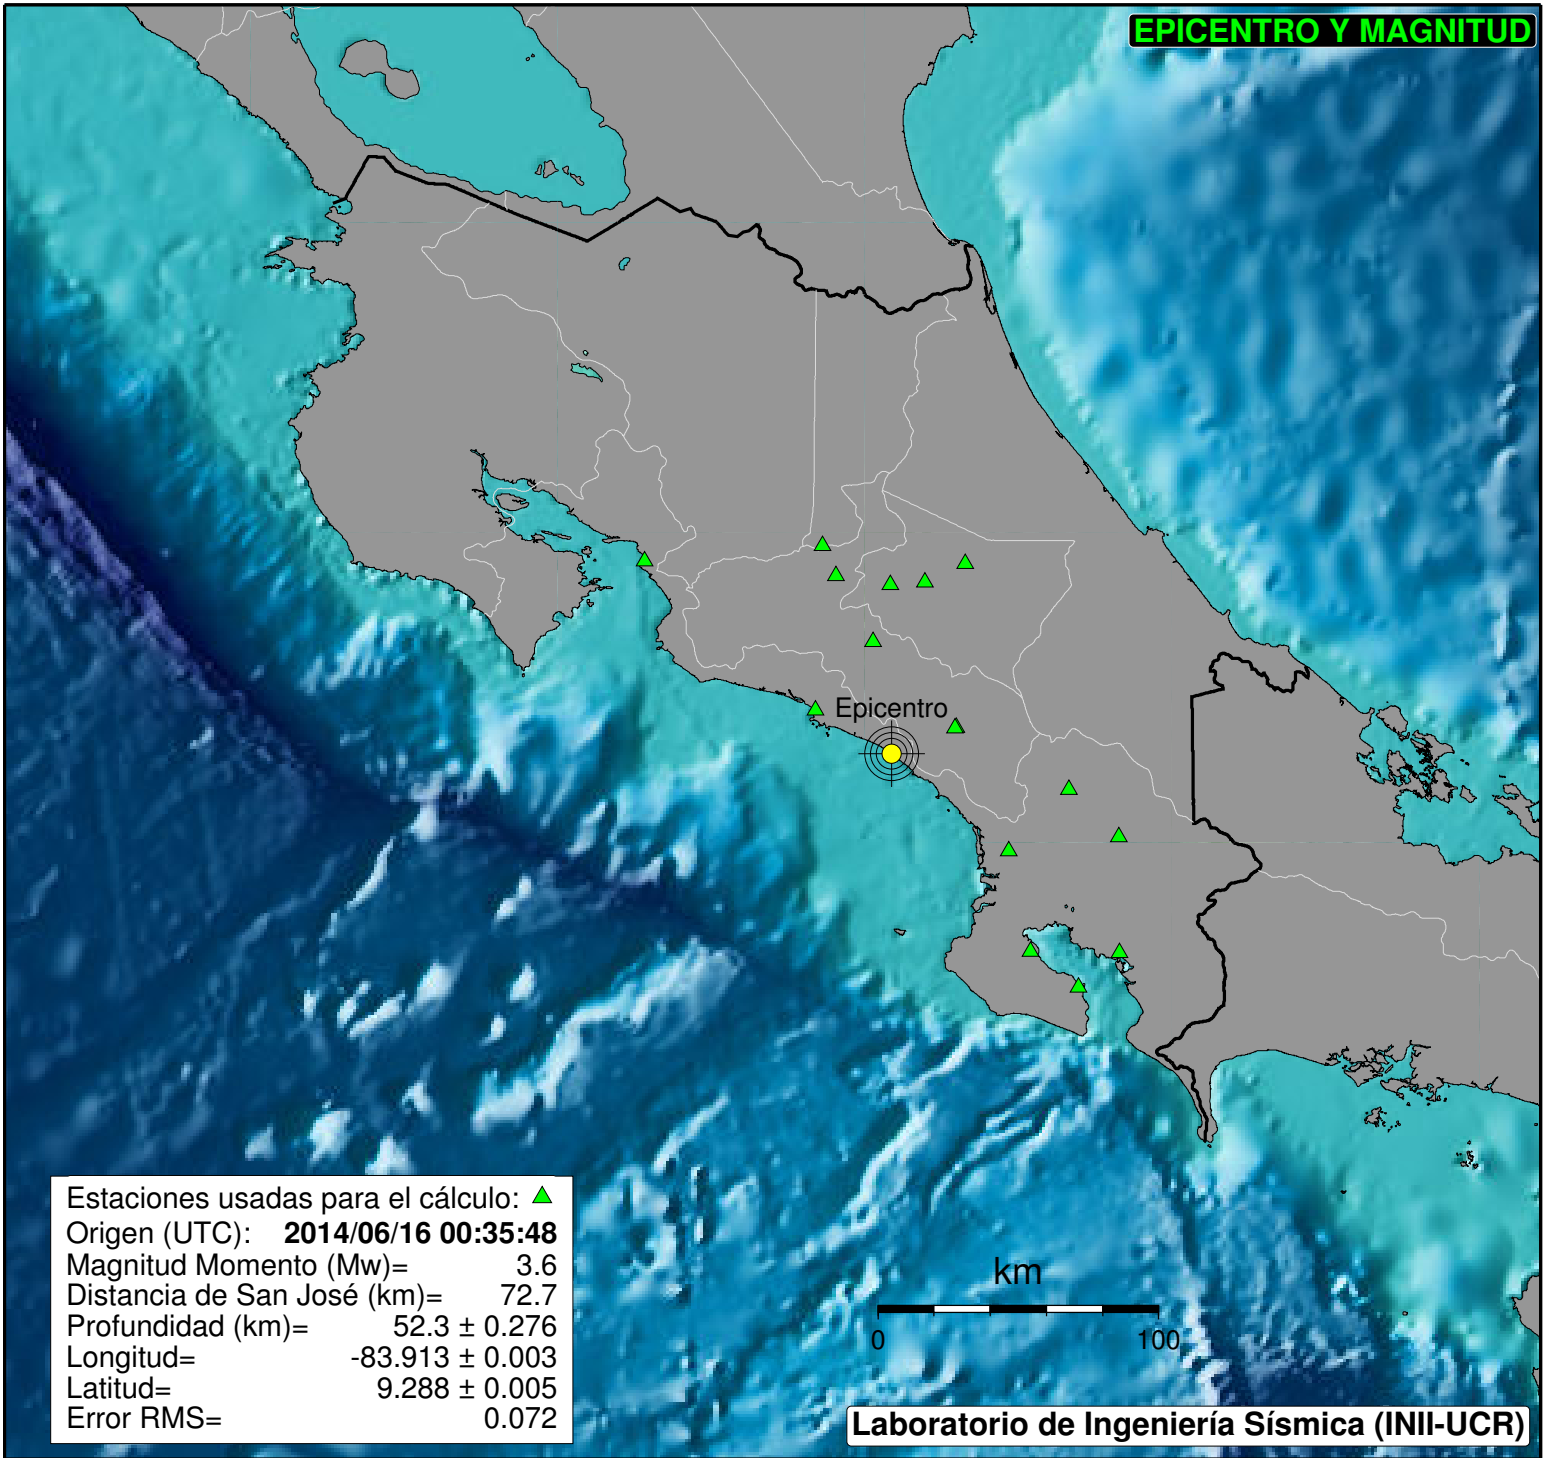 EPICENTRO Y MAGNITUD
Epicentro
Estaciones usadas para el cálculo:
Origen (UTC): 2014/06/16 00:35:48
Magnitud Momento (Mw)= 3.6
Distancia de San José (km)= 72.7
Profundidad (km)= 52.3 ± 0.276
Longitud= -83.913 ± 0.003
Latitud= 9.288 ± 0.005
Error RMS= 0.072
km
0 100
Laboratorio de Ingeniería Sísmica (INII-UCR)